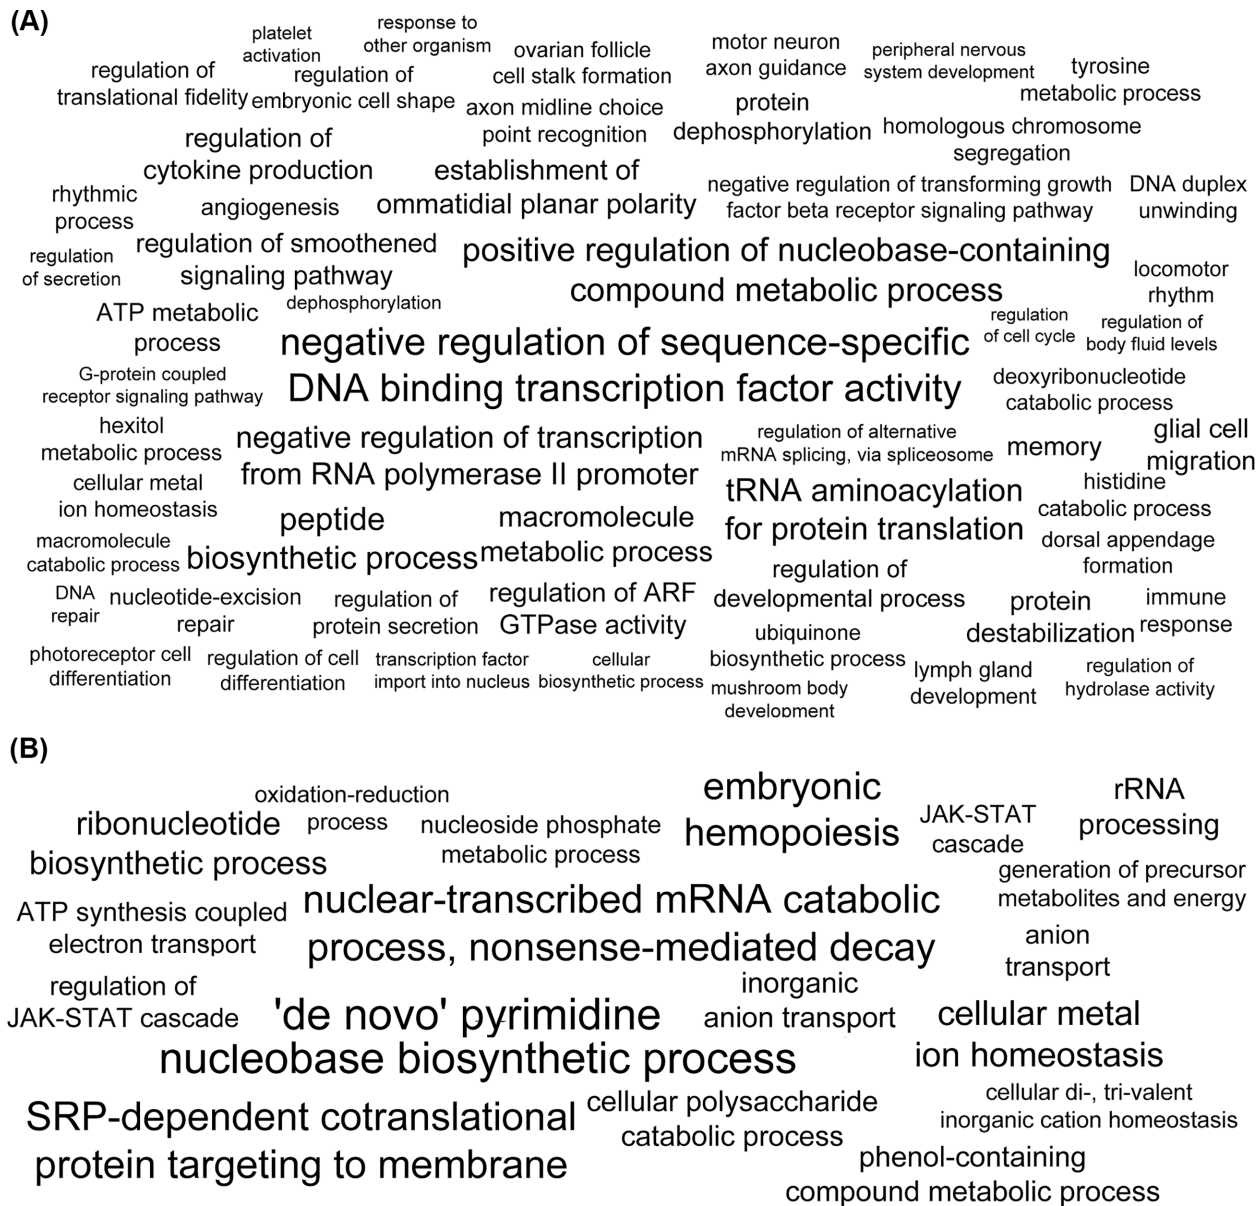 (A)
platelet
activation
response to
other organism
ovarian follicle
cell stalk formation
motor neuron
axon guidance
peripheral nervous
system development
tyrosine
metabolic process
regulation of
translational fidelity
regulation of
embryonic cell shape
axon midline choice
point recognition
protein
dephosphorylation
homologous chromosome
segregation
regulation of
cytokine production
establishment of
ommatidial planar polarity
negative regulation of transforming growth
factor beta receptor signaling pathway
DNA duplex
unwinding
rhythmic
process
angiogenesis
regulation of smoothened
signaling pathway
positive regulation of nucleobase-containing
compound metabolic process
regulation
of secretion
locomotor
rhythm
dephosphorylation
ATP metabolic
process
negative regulation of sequence-specific
DNA binding transcription factor activity
regulation
of cell cycle
regulation of
body fluid levels
G-protein coupled
receptor signaling pathway
deoxyribonucleotide
catabolic process
hexitol
metabolic process
negative regulation of transcription
from RNA polymerase II promoter
regulation of alternative
mRNA splicing, via spliceosome
memory
glial cell
migration
cellular metal
ion homeostasis
tRNA aminoacylation
for protein translation
histidine
catabolic process
peptide
biosynthetic process
macromolecule
metabolic process
macromolecule
catabolic process
dorsal appendage
formation
regulation of
developmental process
DNA
repair
nucleotide-excision
repair
regulation of
protein secretion
regulation of ARF
GTPase activity
protein
destabilization
immune
response
ubiquinone
biosynthetic process
photoreceptor cell
differentiation
regulation of cell
differentiation
transcription factor
import into nucleus
cellular
biosynthetic process
mushroom body
development
lymph gland
development
regulation of
hydrolase activity
(B)
oxidation-reduction
process
ribonucleotide
biosynthetic process
nucleoside phosphate
metabolic process
embryonic
hemopoiesis
JAK-STAT
cascade
rRNA
processing
generation of precursor
metabolites and energy
ATP synthesis coupled
electron transport
nuclear-transcribed mRNA catabolic
process, nonsense-mediated decay
anion
transport
regulation of
JAK-STAT cascade
'de novo' pyrimidine
nucleobase biosynthetic process
inorganic
anion transport
cellular metal
ion homeostasis
SRP-dependent cotranslational
protein targeting to membrane
cellular polysaccharide
catabolic process
cellular di-, tri-valent
inorganic cation homeostasis
phenol-containing
compound metabolic process